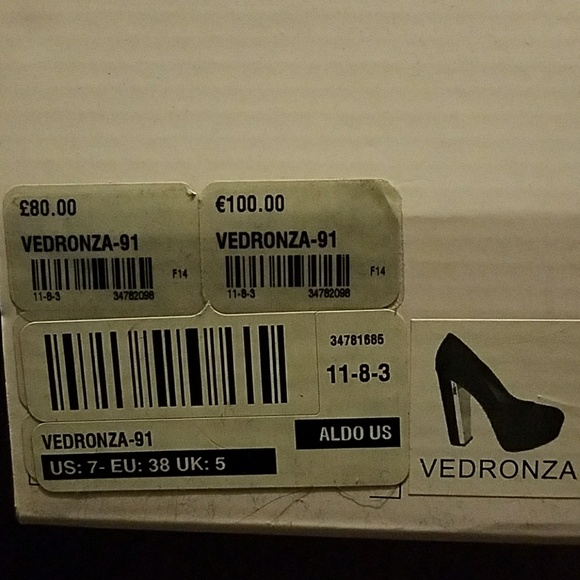 £80.00
VEDRONZA-91
F14
11-8-3 34782098
€100.00
VEDRONZA-91
F14
11-8-3 34782098
34781685
11-8-3
VEDRONZA-91
ALDO US
US: 7- EU: 38 UK: 5
VEDRONZA